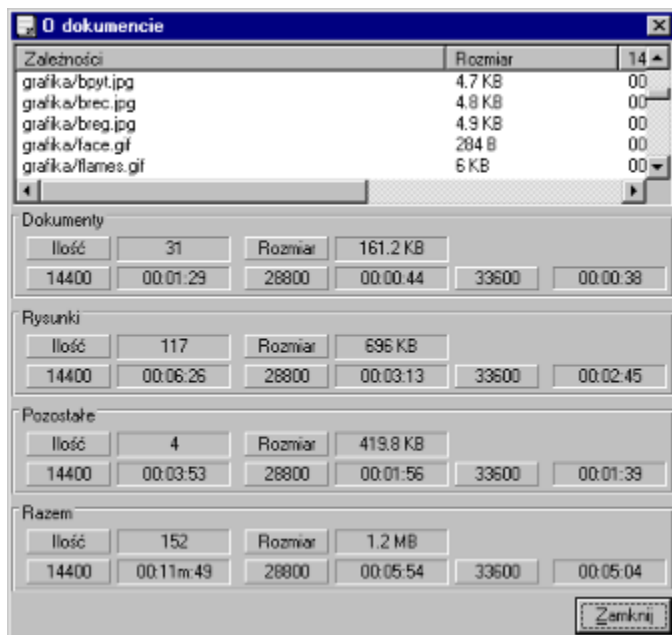 O dokumencie
Zależności Rozmiar 14
grafika/bpyt.jpg 4.7 KB 00
grafika/brec.jpg 4.8 KB 00
grafika/breg.jpg 4.9 KB 00
grafika/face.gif 284 B 00
grafika/flames.gif 6 KB 00
Dokumenty
Ilość 31 Rozmiar 161.2 KB
14400 00:01:29 28800 00:00:44 33600 00:00:38
Rysunki
Ilość 117 Rozmiar 696 KB
14400 00:06:26 28800 00:03:13 33600 00:02:45
Pozostałe
Ilość 4 Rozmiar 419.8 KB
14400 00:03:53 28800 00:01:56 33600 00:01:39
Razem
Ilość 152 Rozmiar 1.2 MB
14400 00:11m:49 28800 00:05:54 33600 00:05:04
Zamknij